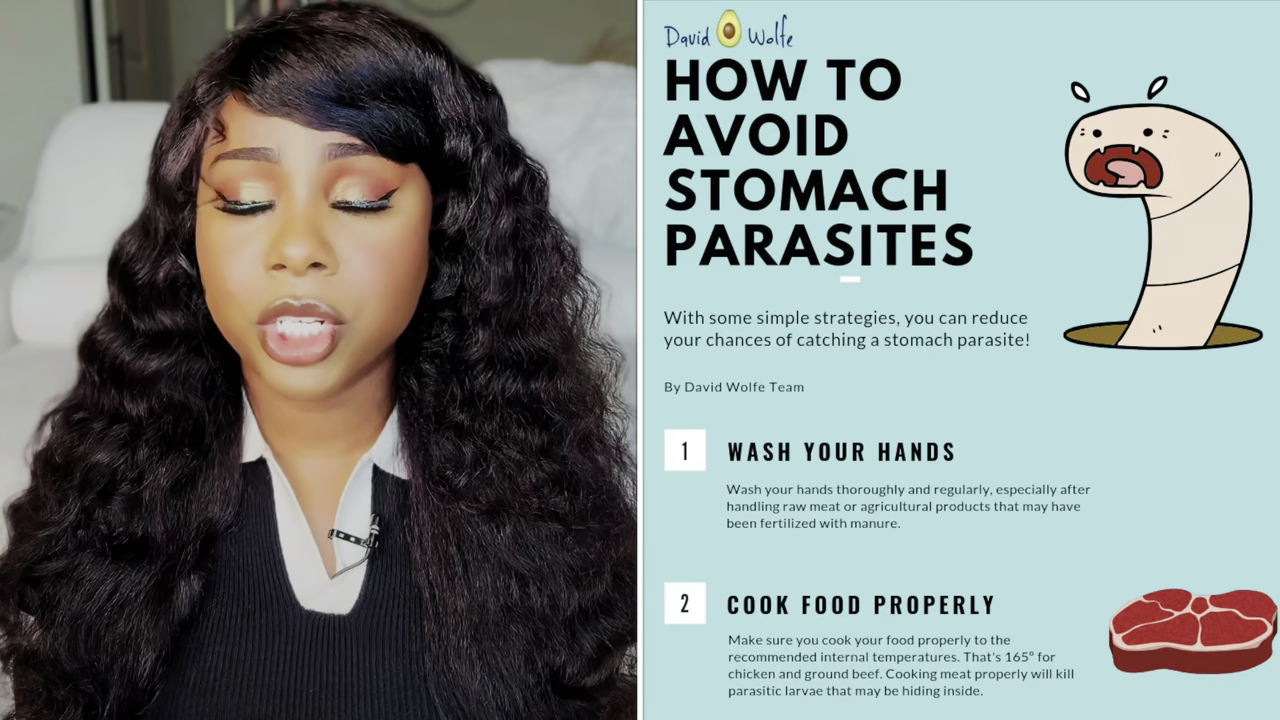 David Wolfe
HOW TO
AVOID
STOMACH
PARASITES
With some simple strategies, you can reduce
your chances of catching a stomach parasite!
By David Wolfe Team
1 WASH YOUR HANDS
Wash your hands thoroughly and regularly, especially after
handling raw meat or agricultural products that may have
been fertilized with manure.
2 COOK FOOD PROPERLY
Make sure you cook your food properly to the
recommended internal temperatures. That's 165° for
chicken and ground beef. Cooking meat properly will kill
parasitic larvae that may be hiding inside.